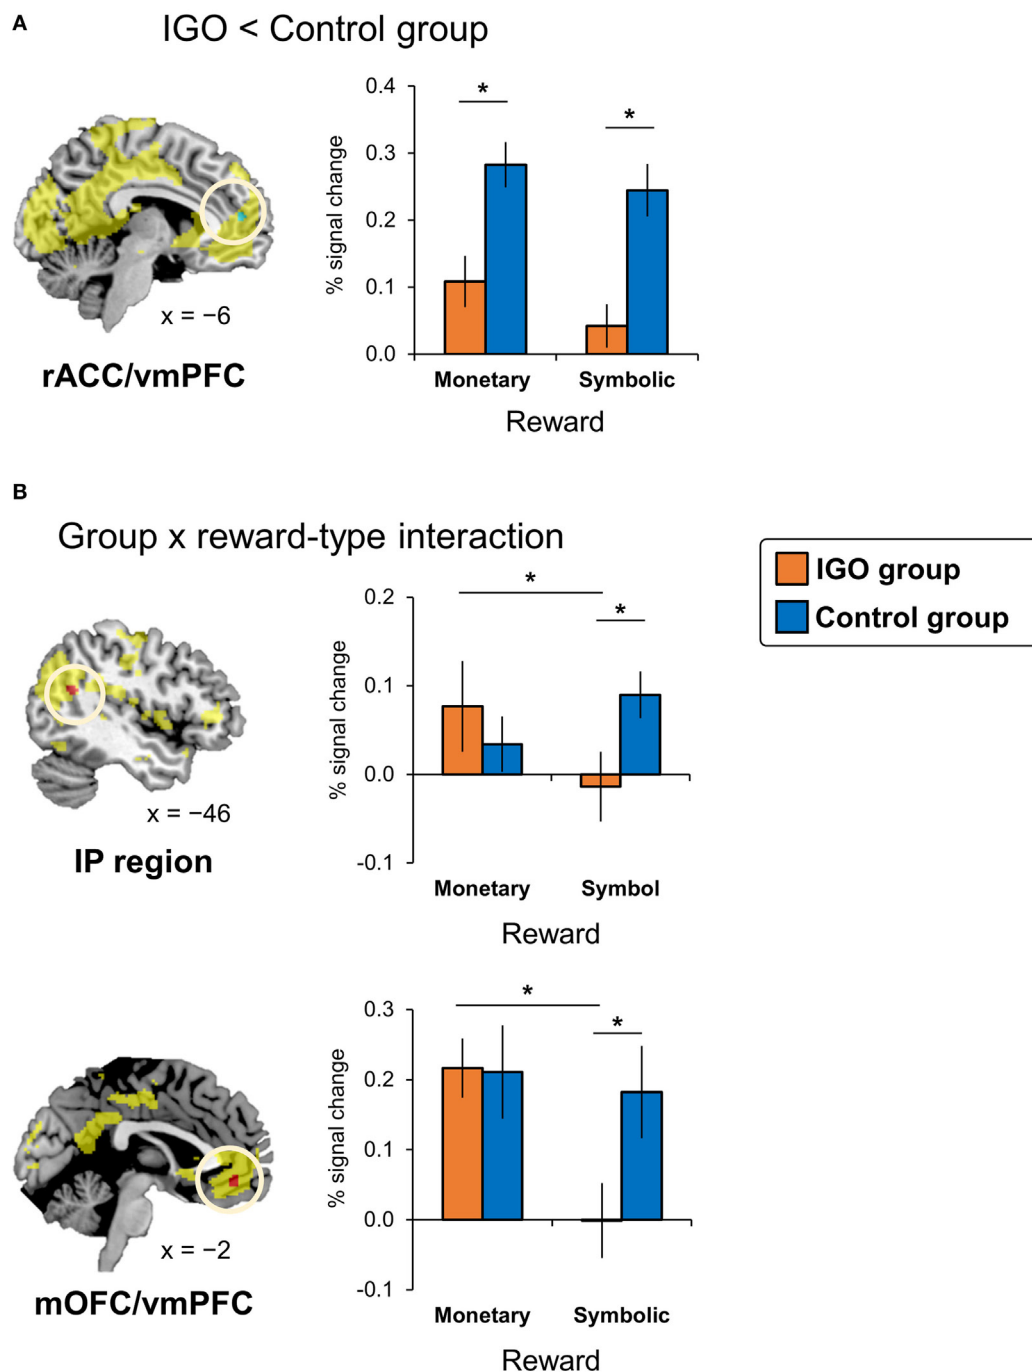 A
IGO < Control group
x = −6
rACC/vmPFC
% signal change
0.4
0.3
0.2
0.1
0.0
*
*
Monetary Symbolic
Reward
B
Group x reward-type interaction
IGO group
Control group
x = −46
IP region
% signal change
0.2
0.1
0.0
-0.1
*
*
Monetary Symbol
Reward
x = −2
mOFC/vmPFC
% signal change
0.3
0.2
0.1
0.0
-0.1
*
*
Monetary Symbolic
Reward